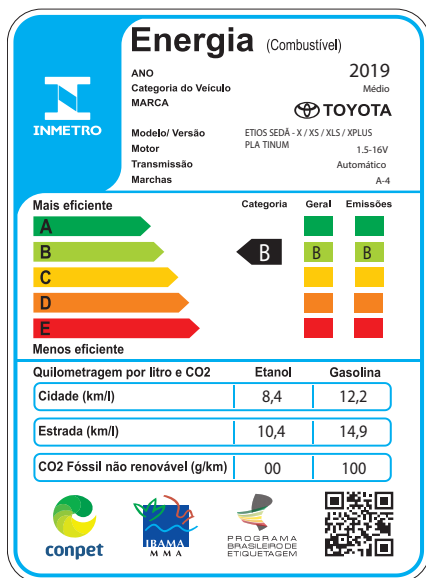 Energia (Combustível)
ANO 2019
Categoria do Veículo Médio
MARCA TOYOTA
INMETRO
Modelo/ Versão ETIOS SEDÃ - X / XS / XLS / XPLUS
PLA TINUM
Motor 1.5-16V
Transmissão Automático
Marchas A-4
Mais eficiente Categoria Geral Emissões
A
B B B B
C
D
E
Menos eficiente
Quilometragem por litro e CO2 Etanol Gasolina
Cidade (km/l) 8,4 12,2
Estrada (km/l) 10,4 14,9
CO2 Fóssil não renovável (g/km) 00 100
conpet
IBAMA
M M A
PROGRAMA
BRASILEIRO DE
ETIQUETAGEM